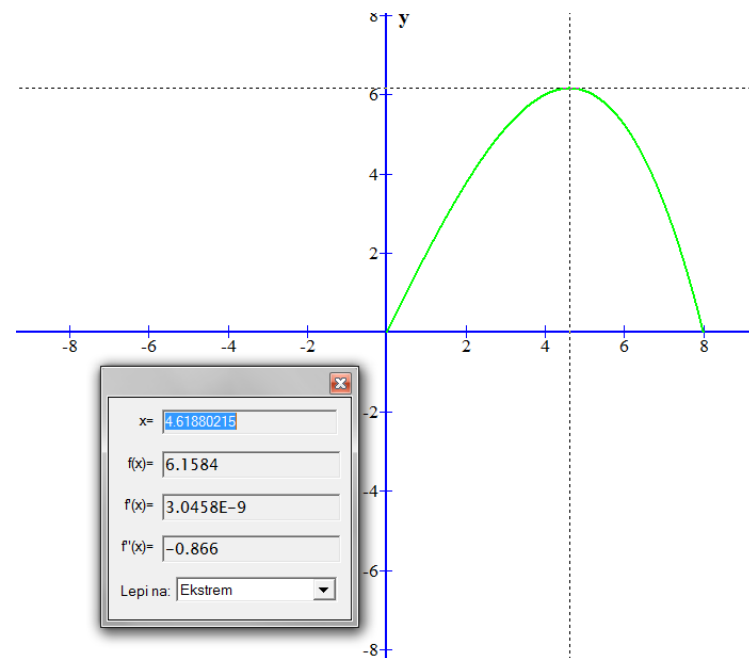 8 y
6
4
2
-8 -6 -4 -2 2 4 6 8
-2
-4
-6
-8
x= 4.61880215
f(x)= 6.1584
f'(x)= 3.0458E-9
f''(x)= -0.866
Lepi na: Ekstrem